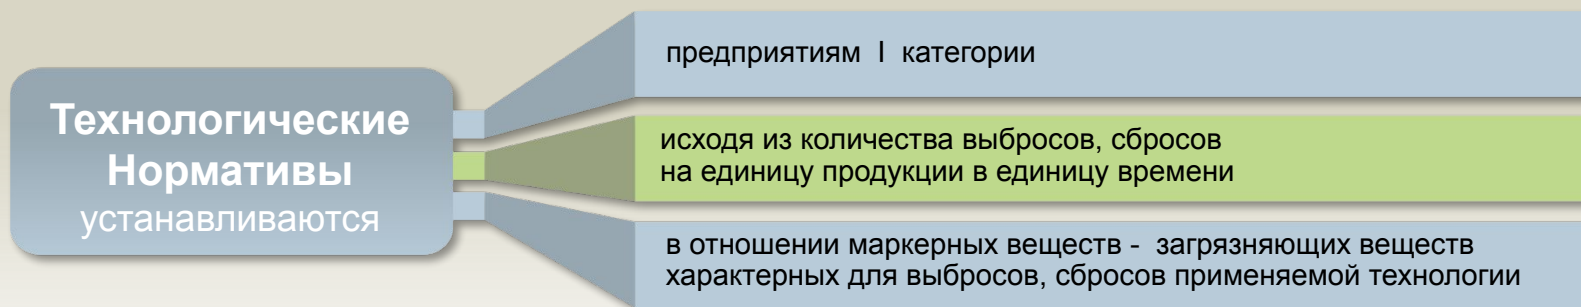 Технологические
Нормативы
устанавливаются
предприятиям I категории
исходя из количества выбросов, сбросов
на единицу продукции в единицу времени
в отношении маркерных веществ - загрязняющих веществ
характерных для выбросов, сбросов применяемой технологии